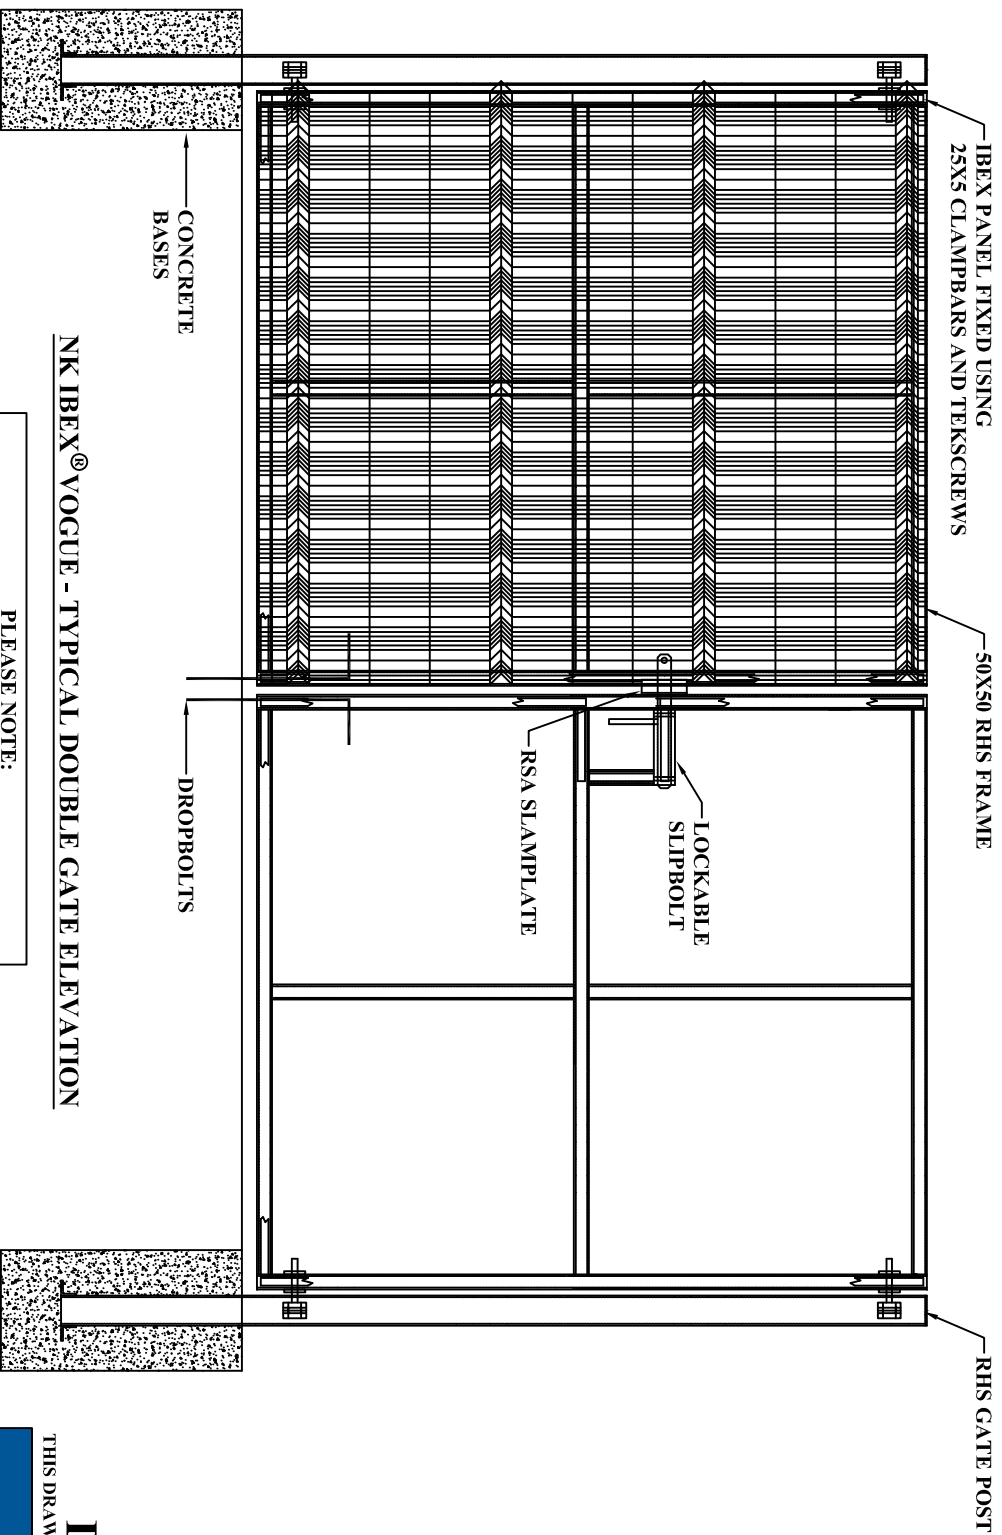 IBEX PANEL FIXED USING
25X5 CLAMPBARS AND TEKSCREWS
50X50 RHS FRAME
RHS GATE POST
LOCKABLE
SLIPBOLT
RSA SLAMPLATE
CONCRETE
BASES
DROPBOLTS
NK IBEX® VOGUE - TYPICAL DOUBLE GATE ELEVATION
PLEASE NOTE:
THIS DRAW